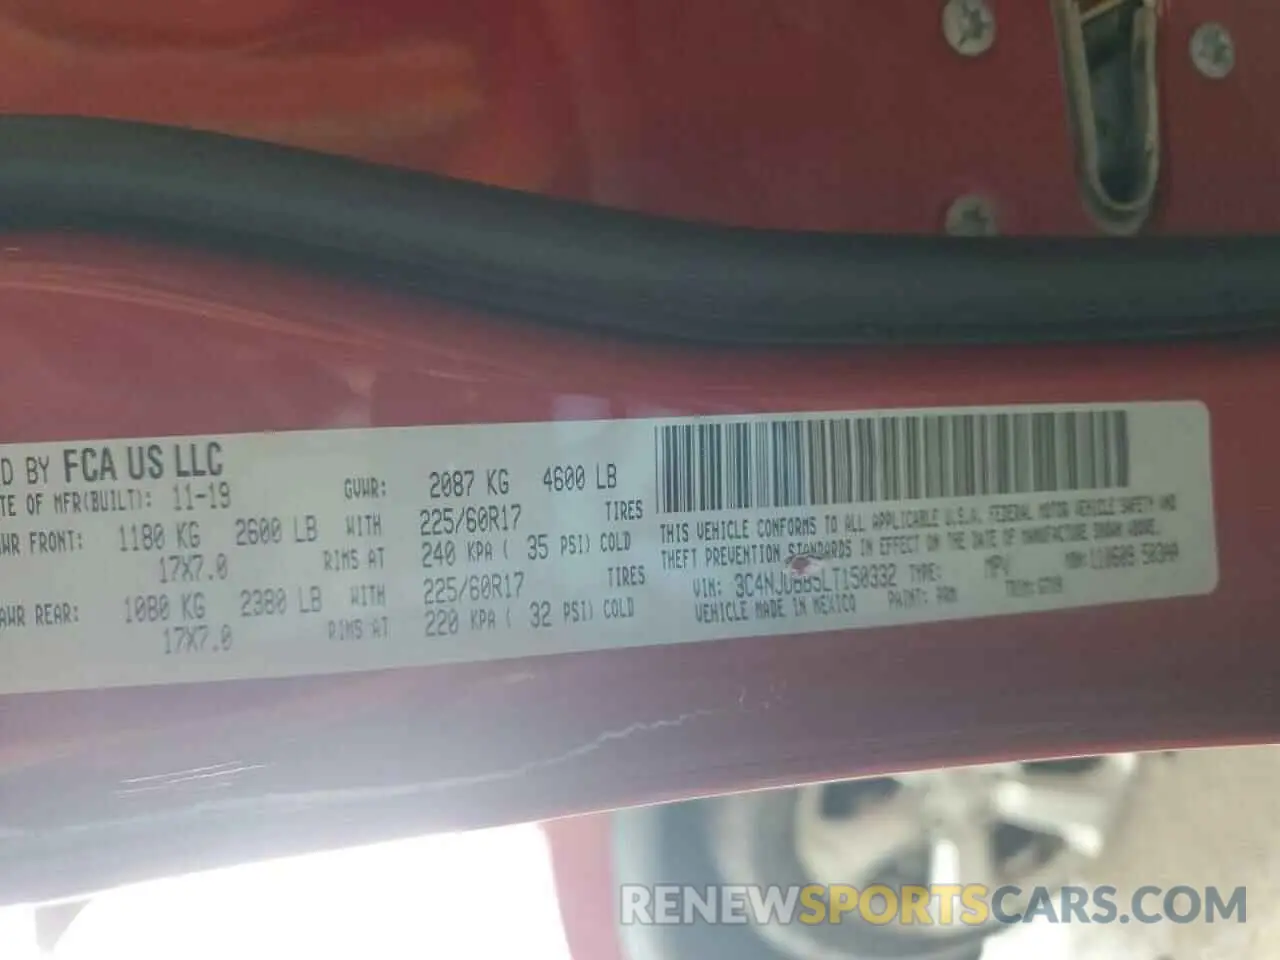 D BY FCA US LLC
TE OF MFR(BUILT): 11-19 GVWR: 2087 KG 4600 LB
WR FRONT: 1180 KG 2600 LB WITH 225/60R17 TIRES
17X7.0 RIMS AT 240 KPA ( 35 PSI) COLD
AWR REAR: 1080 KG 2380 LB WITH 225/60R17 TIRES
17X7.0 RIMS AT 220 KPA ( 32 PSI) COLD
THIS VEHICLE CONFORMS TO ALL APPLICABLE U.S.A. FEDERAL MOTOR VEHICLE SAFETY AND
THEFT PREVENTION STANDARDS IN EFFECT ON THE DATE OF MANUFACTURE SHOWN ABOVE.
VIN: TYPE: MPV MDH:
VEHICLE MADE IN MEXICO PAINT: PRM
RENEWSPORTSCARS.COM